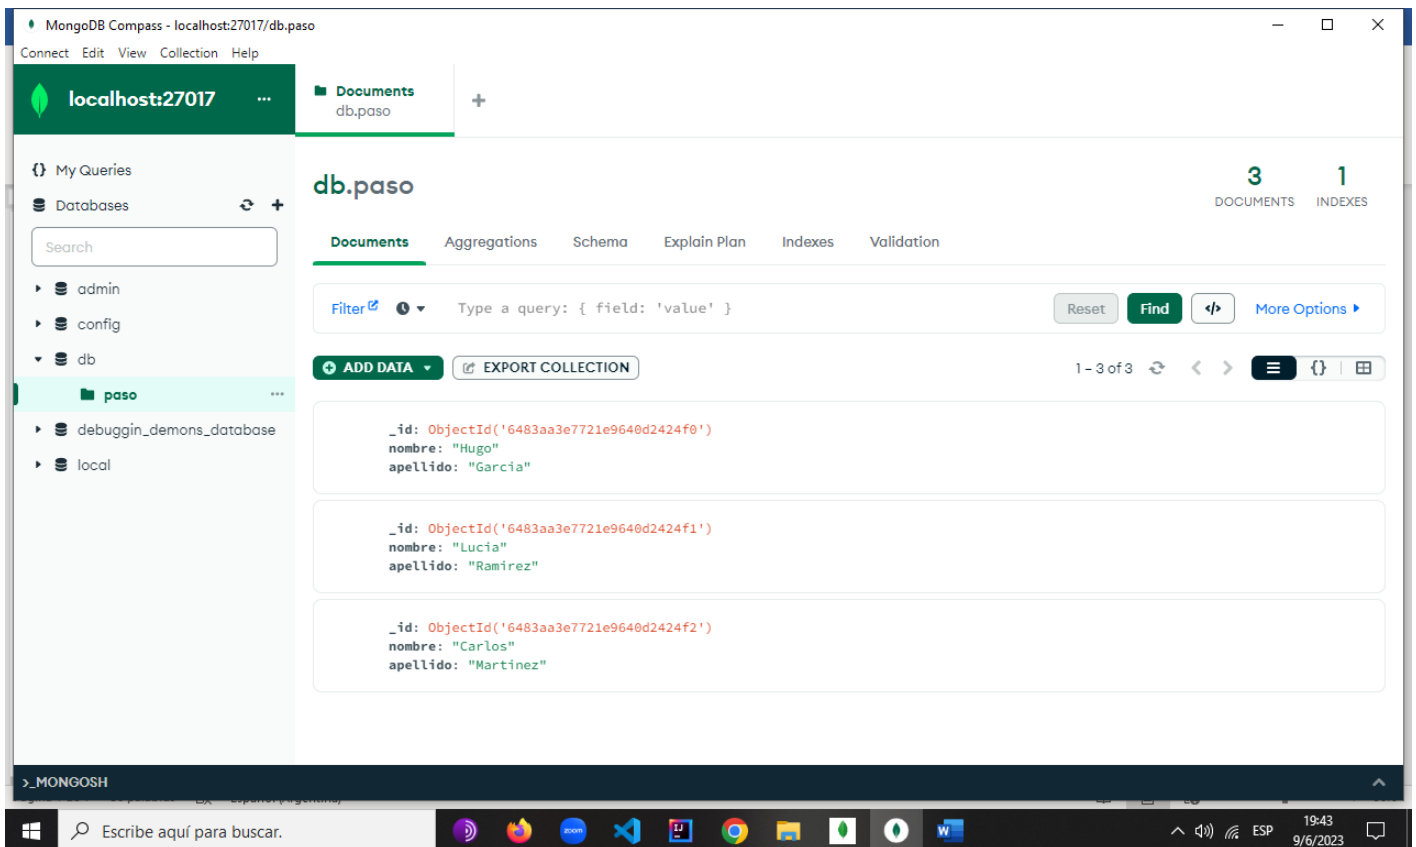 MongoDB Compass - localhost:27017/db.paso
Connect Edit View Collection Help
localhost:27017 ...
Documents
db.paso
{} My Queries
Databases
Search
admin
config
db
paso
debuggin_demons_database
local
db.paso
3
DOCUMENTS
1
INDEXES
Documents Aggregations Schema Explain Plan Indexes Validation
Filter Type a query: { field: 'value' } Reset Find </> More Options
ADD DATA EXPORT COLLECTION 1 – 3 of 3 {}
_id: ObjectId('6483aa3e7721e9640d2424f0')
nombre: "Hugo"
apellido: "Garcia"
_id: ObjectId('6483aa3e7721e9640d2424f1')
nombre: "Lucia"
apellido: "Ramirez"
_id: ObjectId('6483aa3e7721e9640d2424f2')
nombre: "Carlos"
apellido: "Martinez"
>_MONGOSH
Escribe aquí para buscar. zoom ESP 19:43
9/6/2023